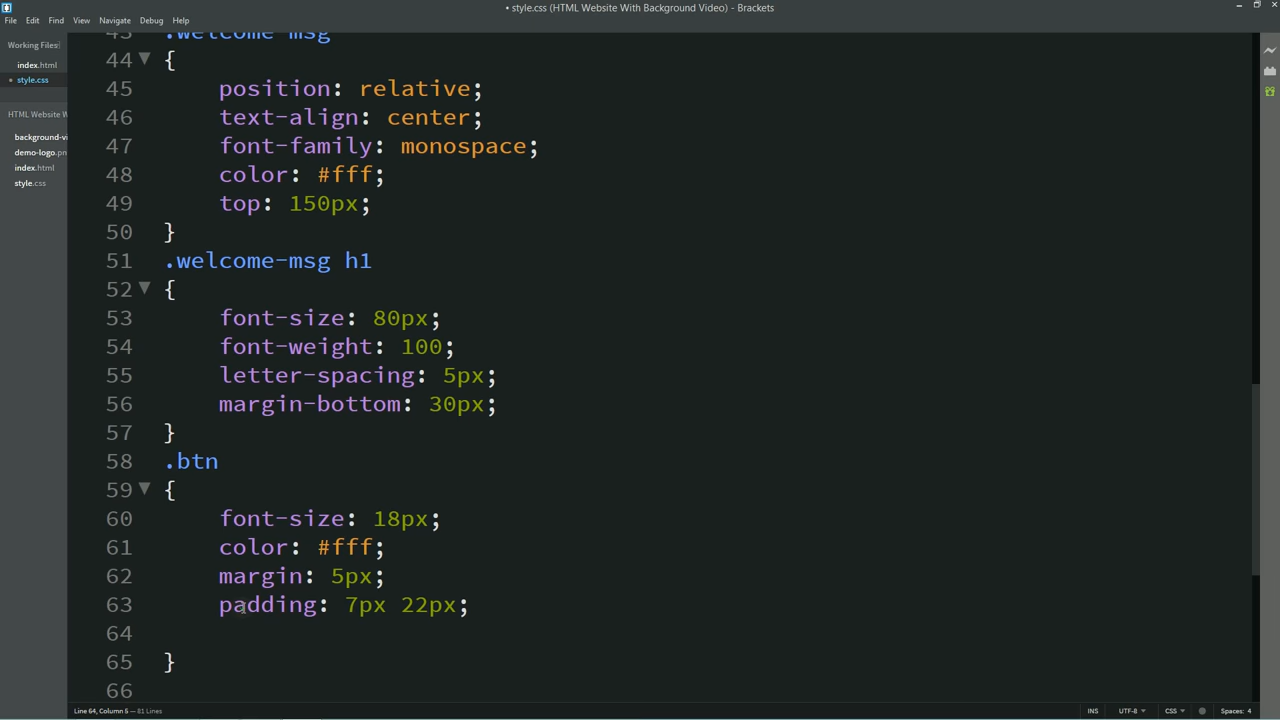 • style.css (HTML Website With Background Video) - Brackets
File Edit Find View Navigate Debug Help
Working Files
index.html
• style.css
HTML Website W
background-vi
demo-logo.pn
index.html
style.css
43 .welcome-msg
44 {
45 position: relative;
46 text-align: center;
47 font-family: monospace;
48 color: #fff;
49 top: 150px;
50 }
51 .welcome-msg h1
52 {
53 font-size: 80px;
54 font-weight: 100;
55 letter-spacing: 5px;
56 margin-bottom: 30px;
57 }
58 .btn
59 {
60 font-size: 18px;
61 color: #fff;
62 margin: 5px;
63 padding: 7px 22px;
64
65 }
66
Line 64, Column 5 — 81 Lines
INS UTF-8 CSS Spaces: 4